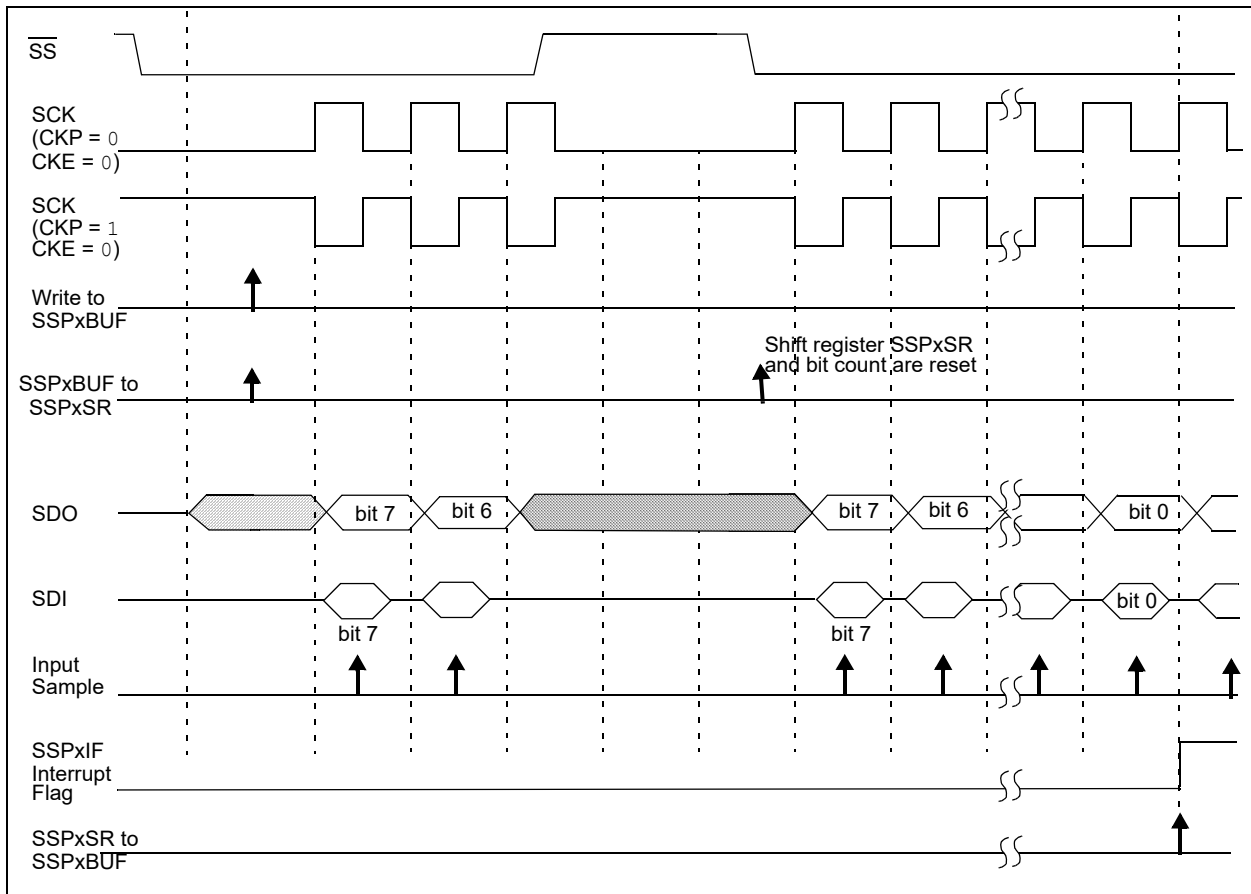 SS
SCK
(CKP = 0
CKE = 0)
SCK
(CKP = 1
CKE = 0)
Write to
SSPxBUF
Shift register SSPxSR
and bit count are reset
SSPxBUF to
SSPxSR
SDO
bit 7
bit 6
bit 7
bit 6
bit 0
SDI
bit 0
bit 7
bit 7
Input
Sample
SSPxIF
Interrupt
Flag
SSPxSR to
SSPxBUF